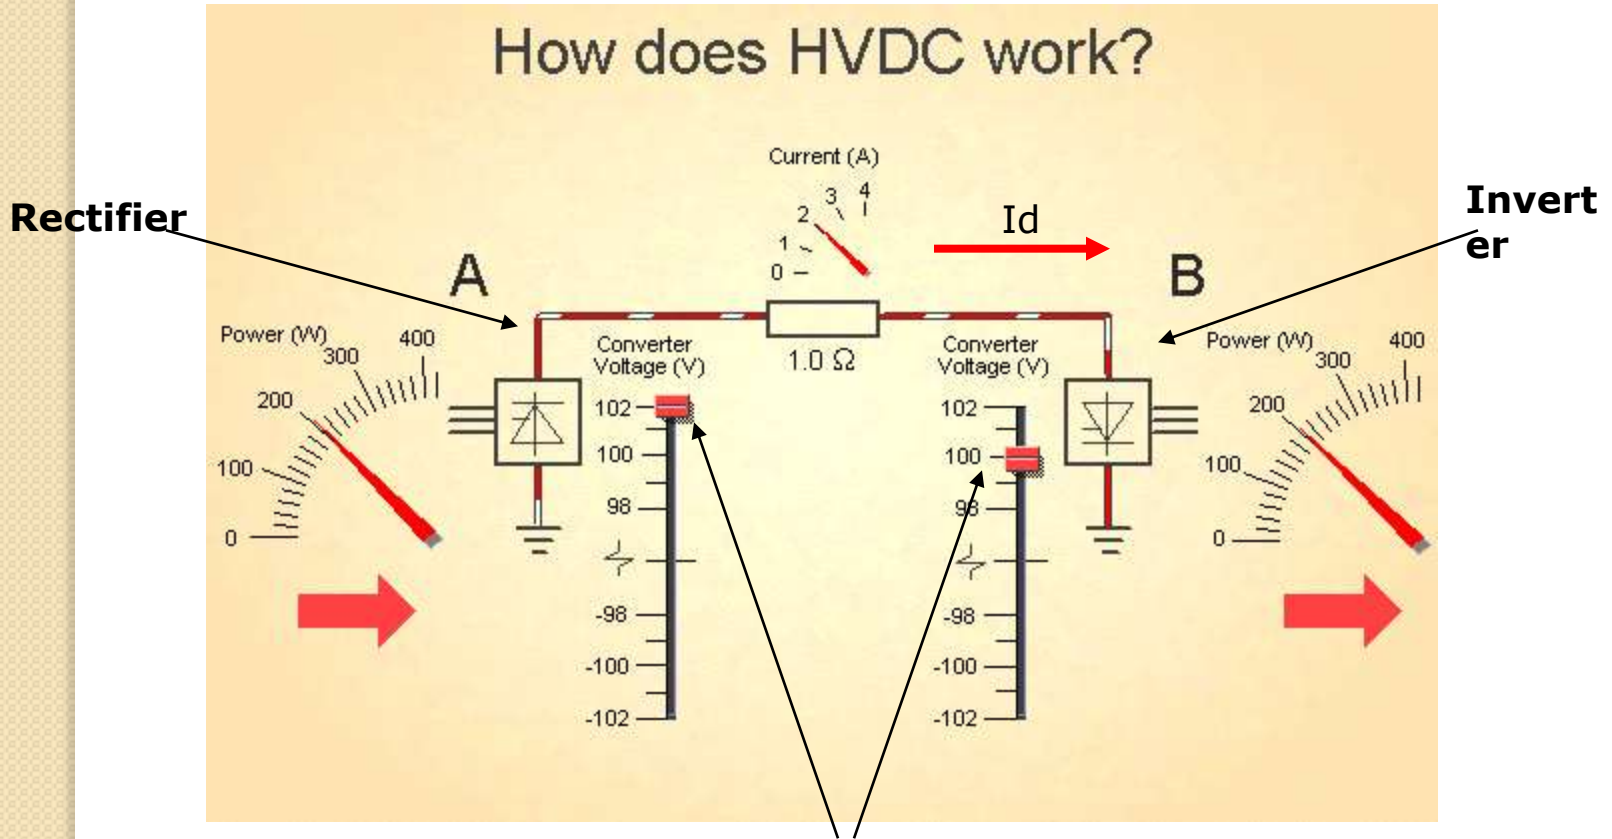 How does HVDC work?
Current (A)
Rectifier
Invert
er
0
1
2
3
4
Id
A
B
Power (W)
0
100
200
300
400
Converter
Voltage (V)
102
100
98
-98
-100
-102
1.0 Ω
Converter
Voltage (V)
102
100
98
-98
-100
-102
Power (W)
0
100
200
300
400